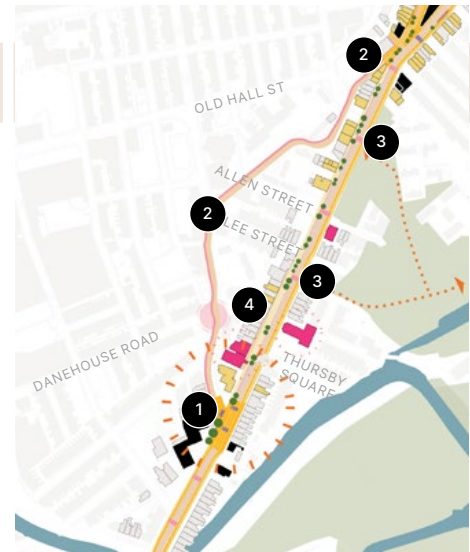 2
OLD HALL ST
3
ALLEN STREET
2
LEE STREET
3
4
DANEHOUSE ROAD
THURSBY
SQUARE
1